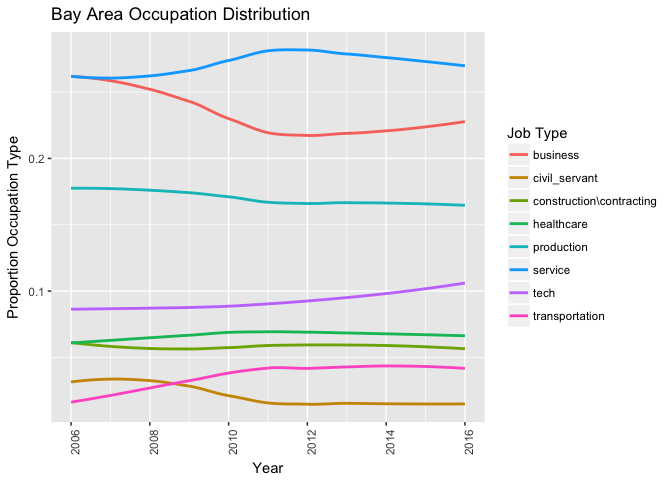 Bay Area Occupation Distribution
Proportion Occupation Type
0.2
0.1
2006
2008
2010
2012
2014
2016
Year
Job Type
business
civil_servant
construction\contracting
healthcare
production
service
tech
transportation